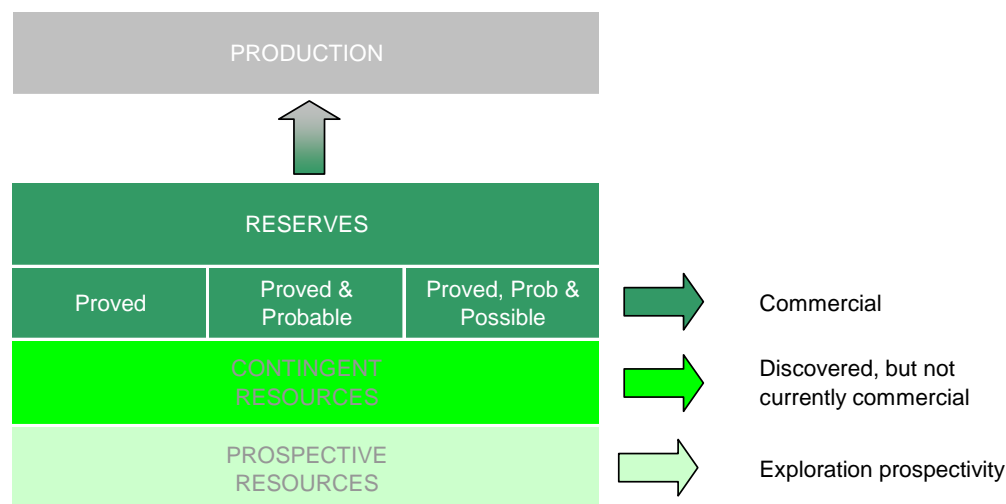 PRODUCTION
RESERVES
Proved
Proved &
Probable
Proved, Prob &
Possible
Commercial
CONTINGENT
RESOURCES
Discovered, but not
currently commercial
PROSPECTIVE
RESOURCES
Exploration prospectivity